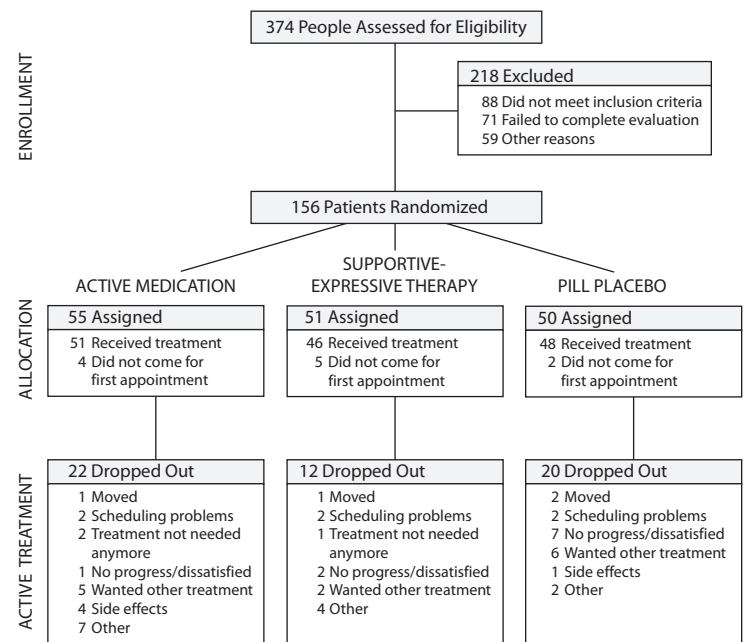 374 People Assessed for Eligibility
ENROLLMENT
218 Excluded
88 Did not meet inclusion criteria
71 Failed to complete evaluation
59 Other reasons
156 Patients Randomized
ALLOCATION
ACTIVE MEDICATION
55 Assigned
51 Received treatment
4 Did not come for
first appointment
SUPPORTIVE-
EXPRESSIVE THERAPY
51 Assigned
46 Received treatment
5 Did not come for
first appointment
PILL PLACEBO
50 Assigned
48 Received treatment
2 Did not come for
first appointment
ACTIVE TREATMENT
22 Dropped Out
1 Moved
2 Scheduling problems
2 Treatment not needed
anymore
1 No progress/dissatisfied
5 Wanted other treatment
4 Side effects
7 Other
12 Dropped Out
1 Moved
2 Scheduling problems
1 Treatment not needed
anymore
2 No progress/dissatisfied
2 Wanted other treatment
4 Other
20 Dropped Out
2 Moved
2 Scheduling problems
7 No progress/dissatisfied
6 Wanted other treatment
1 Side effects
2 Other